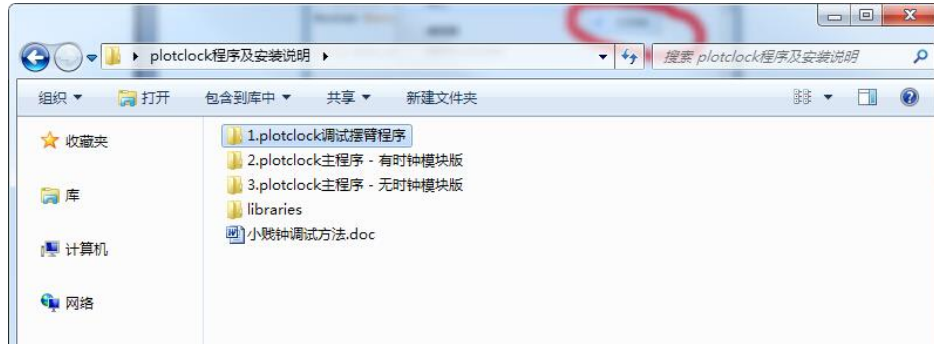 plotclock程序及安装说明
搜索 plotclock程序及安装说明
组织 打开 包含到库中 共享 新建文件夹
收藏夹
库
计算机
网络
1.plotclock调试摆臂程序
2.plotclock主程序 - 有时钟模块版
3.plotclock主程序 - 无时钟模块版
libraries
小贱钟调试方法.doc